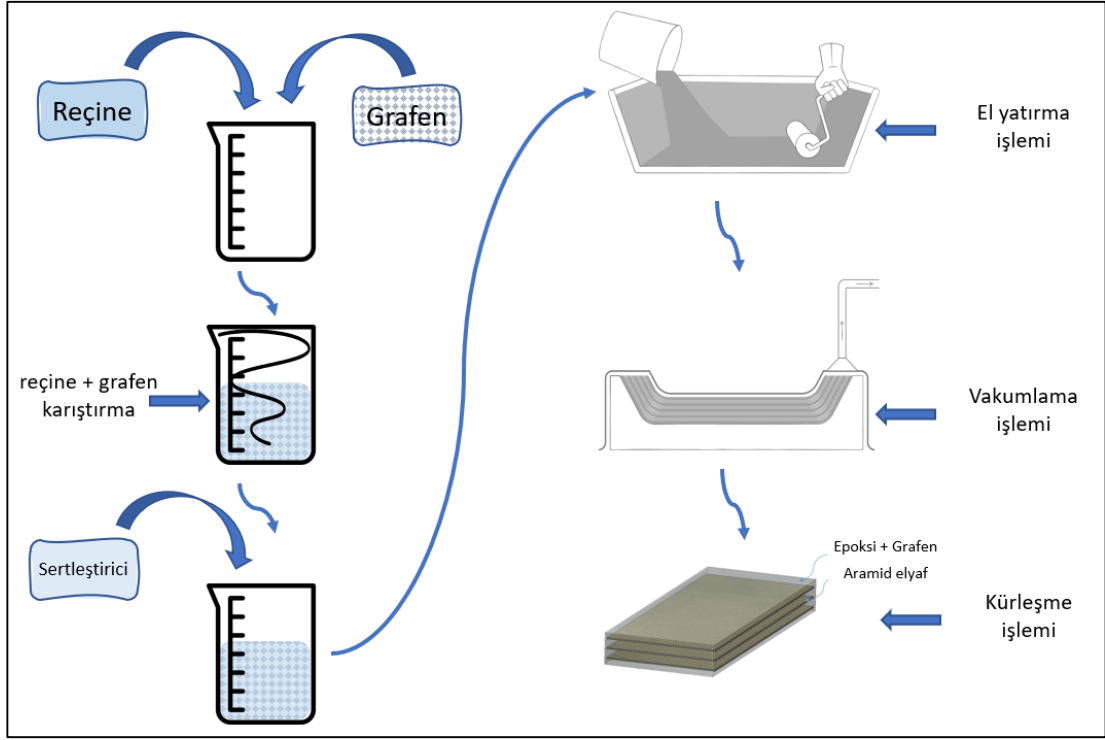 Reçine
Grafen
reçine + grafen
karıştırma
Sertleştirici
El yatırma
işlemi
Vakumlama
işlemi
Epoksi + Grafen
Aramid elyaf
Kürleşme
işlemi